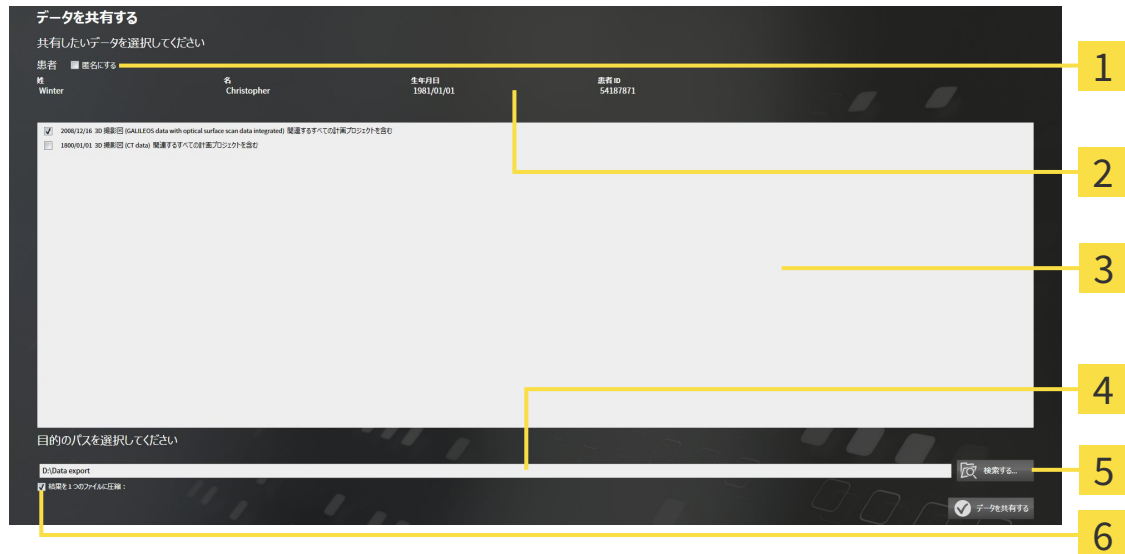 データを共有する
共有したいデータを選択してください
患者 匿名にする
姓 名 生年月日 患者 ID
Winter Christopher 1981/01/01 54187871
2008/12/16 3D 撮影図 (GALILEOS data with optical surface scan data integrated) 関連するすべての計画プロジェクトを含む
1800/01/01 3D 撮影図 (CT data) 関連するすべての計画プロジェクトを含む
目的のパスを選択してください
D:\Data export
検索する...
結果を1つのファイルに圧縮：
データを共有する
1
2
3
4
5
6